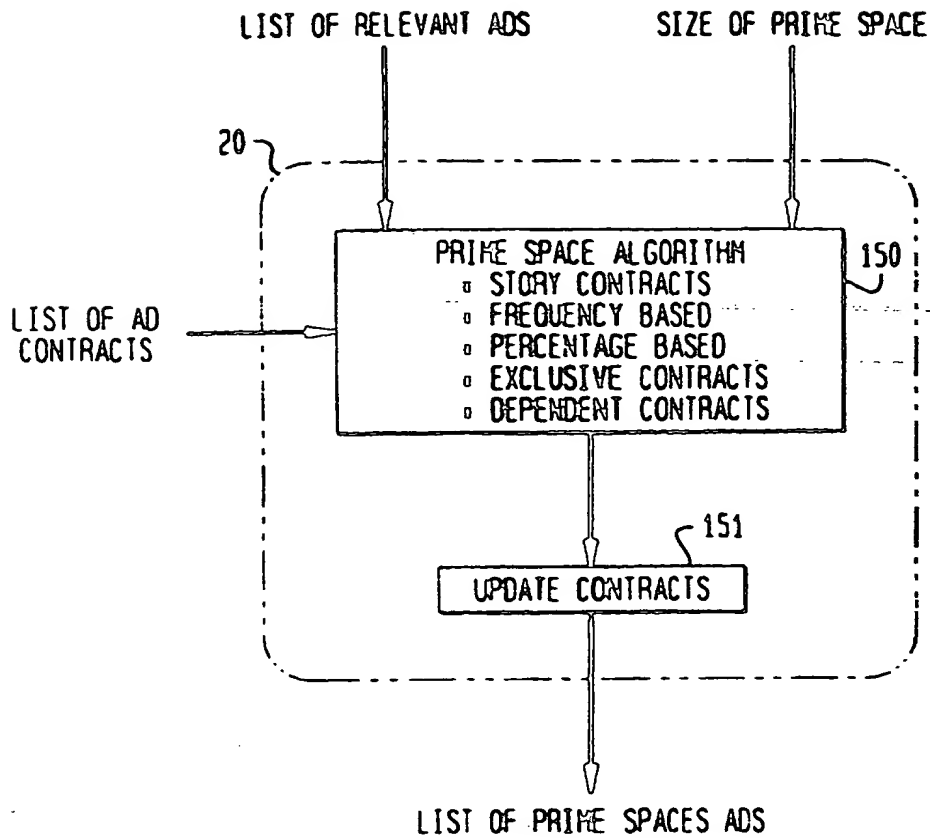 LIST OF RELEVANT ADS
SIZE OF PRIME SPACE
20
PRIME SPACE ALGORITHM
▫ STORY CONTRACTS
▫ FREQUENCY BASED
▫ PERCENTAGE BASED
▫ EXCLUSIVE CONTRACTS
▫ DEPENDENT CONTRACTS
150
LIST OF AD
CONTRACTS
151
UPDATE CONTRACTS
LIST OF PRIME SPACES ADS